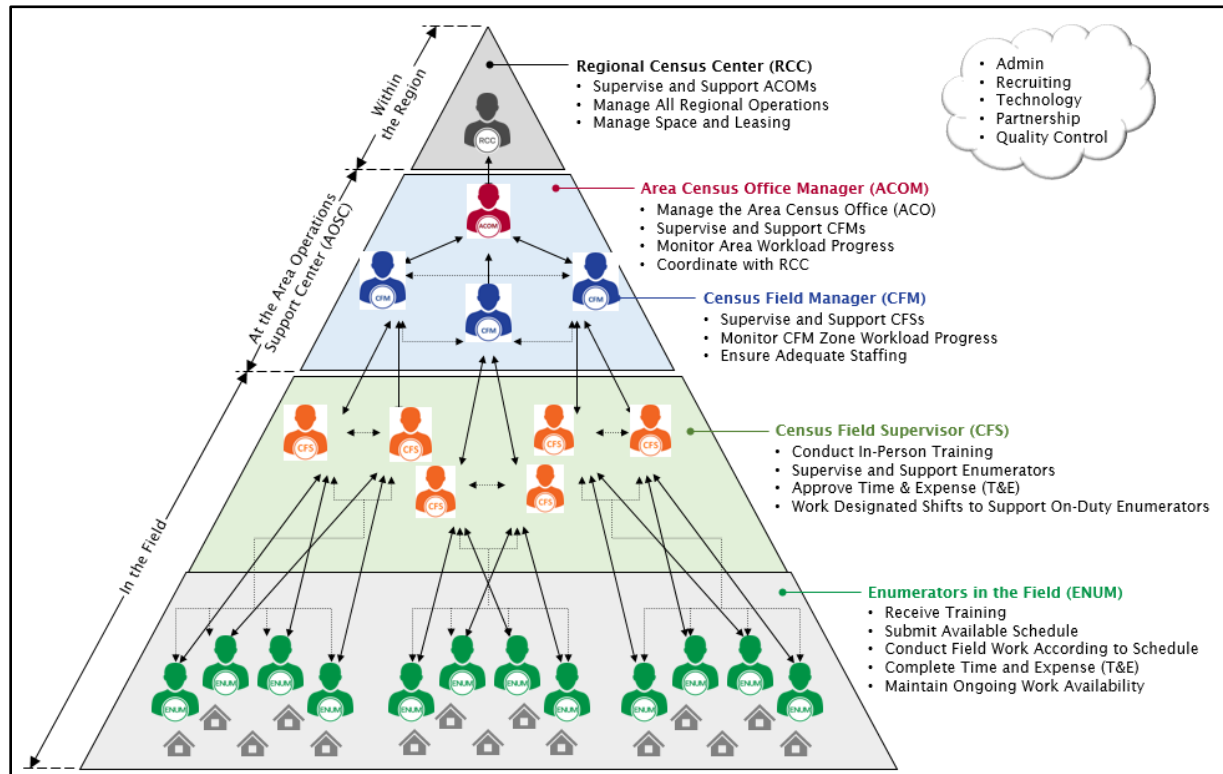 Within
the Region
At the Area Operations
Support Center (AOSC)
In the Field
Regional Census Center (RCC)
• Supervise and Support ACOMs
• Manage All Regional Operations
• Manage Space and Leasing
• Admin
• Recruiting
• Technology
• Partnership
• Quality Control
RCC
Area Census Office Manager (ACOM)
• Manage the Area Census Office (ACO)
• Supervise and Support CFMs
• Monitor Area Workload Progress
• Coordinate with RCC
ACOM
CFM
CFM
CFM
Census Field Manager (CFM)
• Supervise and Support CFSs
• Monitor CFM Zone Workload Progress
• Ensure Adequate Staffing
CFS
CFS
CFS
CFS
CFS
CFS
Census Field Supervisor (CFS)
• Conduct In-Person Training
• Supervise and Support Enumerators
• Approve Time & Expense (T&E)
• Work Designated Shifts to Support On-Duty Enumerators
Enumerators in the Field (ENUM)
• Receive Training
• Submit Available Schedule
• Conduct Field Work According to Schedule
• Complete Time and Expense (T&E)
• Maintain Ongoing Work Availability
ENUM
ENUM
ENUM
ENUM
ENUM
ENUM
ENUM
ENUM
ENUM
ENUM
ENUM
ENUM